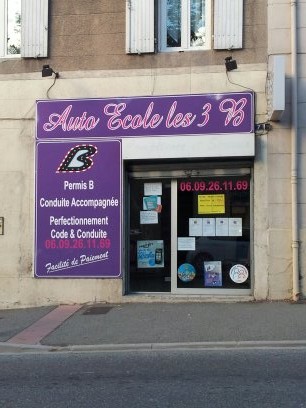 Auto Ecole les 3 B
B
Permis B
Conduite Accompagnée
Perfectionnement
Code & Conduite
06.09.26.11.69
Facilité de Paiement
06.09.26.11.69